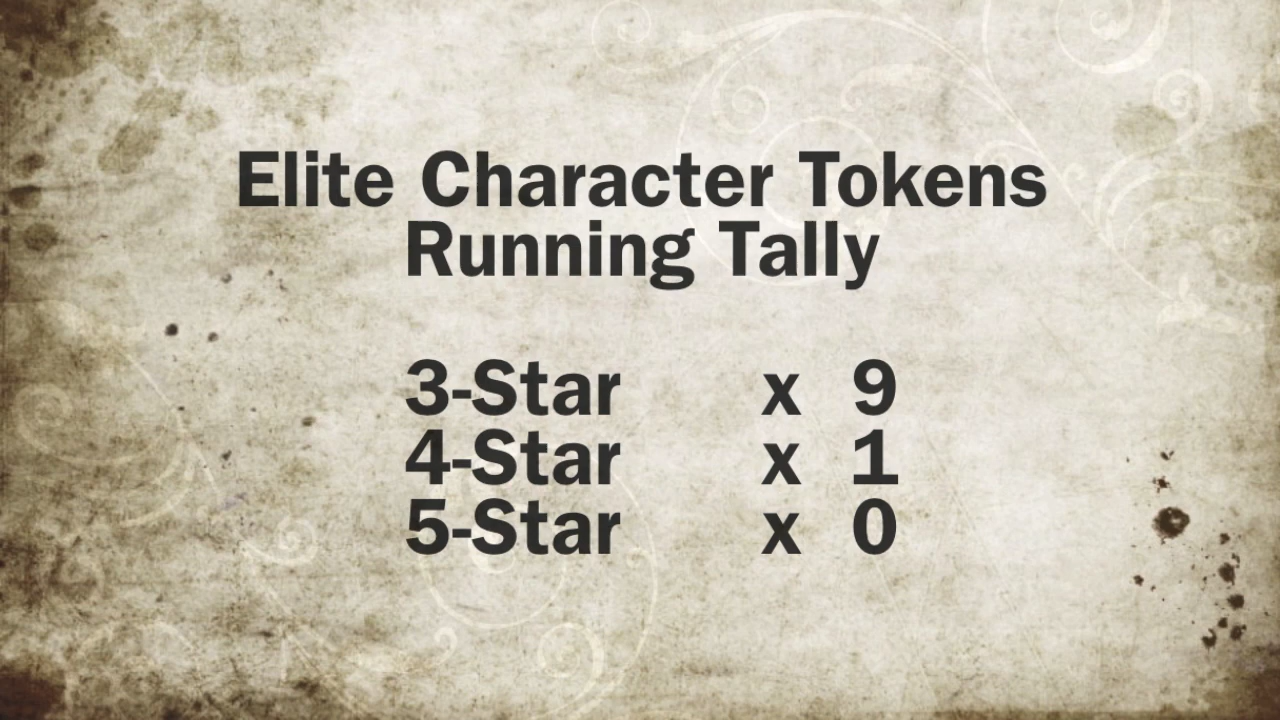 Elite Character Tokens
Running Tally
3-Star x 9
4-Star x 1
5-Star x 0